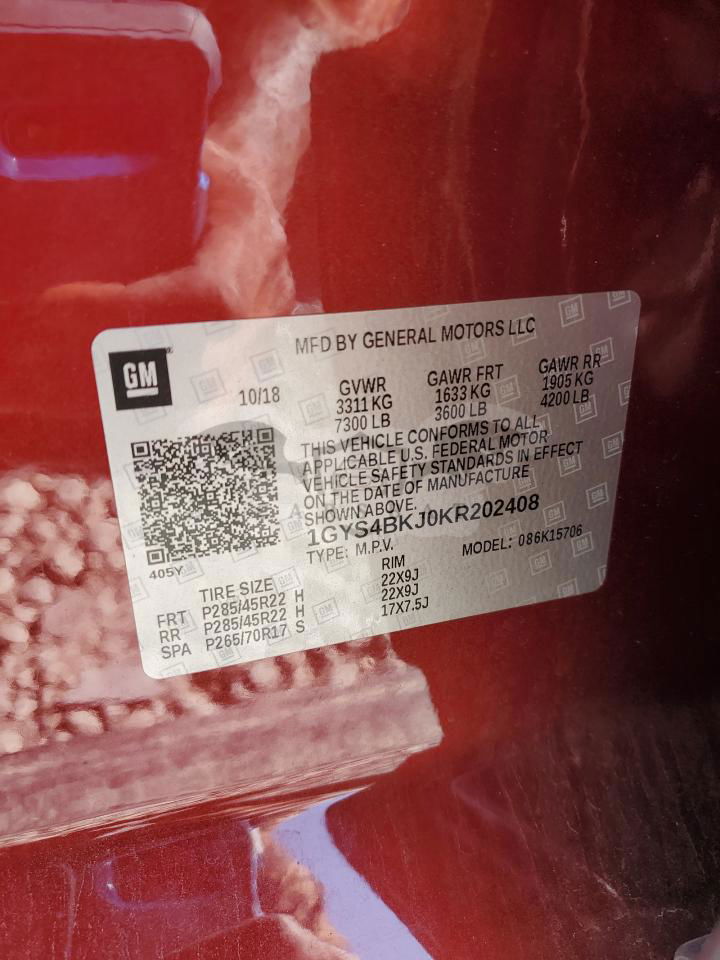 MFD BY GENERAL MOTORS LLC
GM
10/18
GVWR GAWR FRT GAWR RR
3311 KG 1633 KG 1905 KG
7300 LB 3600 LB 4200 LB
THIS VEHICLE CONFORMS TO ALL
APPLICABLE U.S. FEDERAL MOTOR
VEHICLE SAFETY STANDARDS IN EFFECT
ON THE DATE OF MANUFACTURE
SHOWN ABOVE.
1GYS4BKJ0KR202408
TYPE: M.P.V. MODEL: 086K15706
405Y
TIRE SIZE RIM
FRT P285/45R22 H 22X9J
RR P285/45R22 H 22X9J
SPA P265/70R17 S 17X7.5J